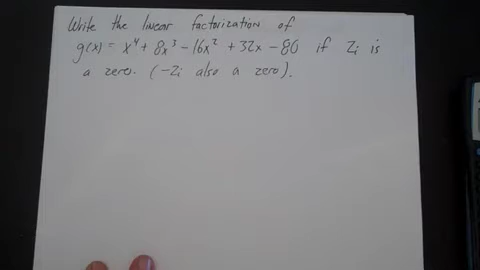 Write the linear factorization of
g(x) = x⁴ + 8x³ - 16x² + 32x - 80 if 2i is
a zero. (-2i also a zero).